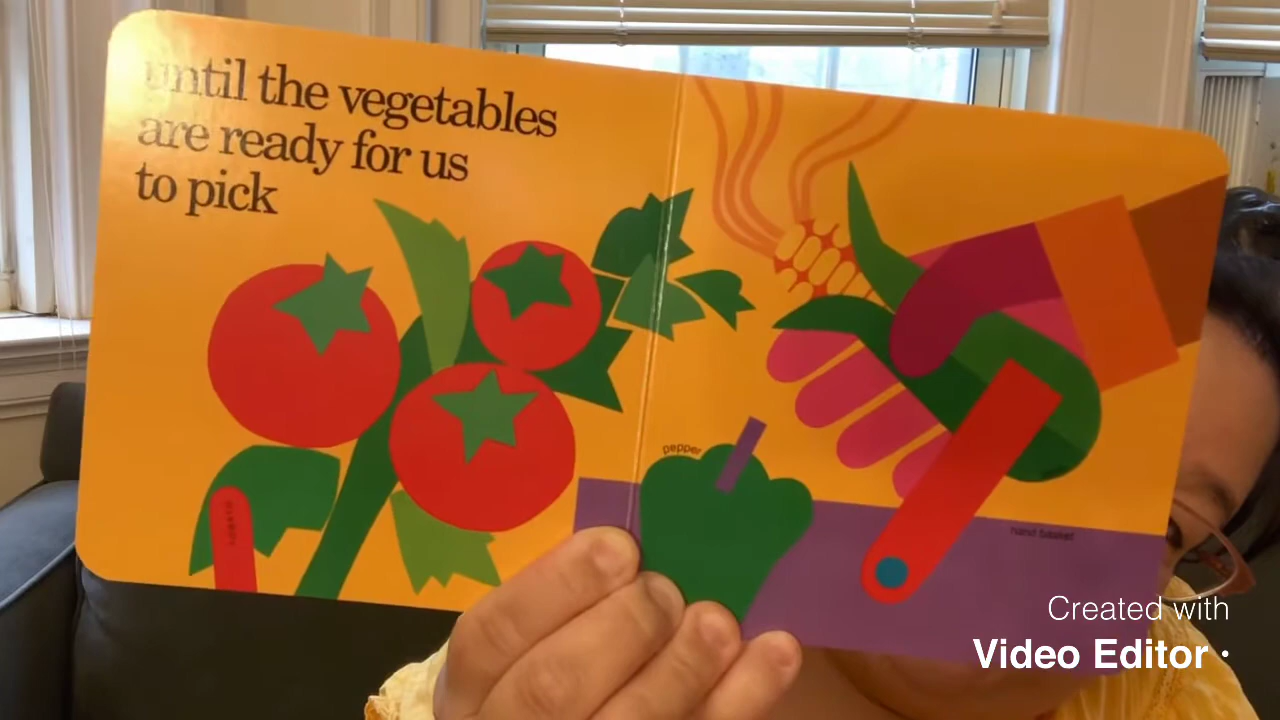 until the vegetables
are ready for us
to pick
pepper
hand basket
Created with
Video Editor ·